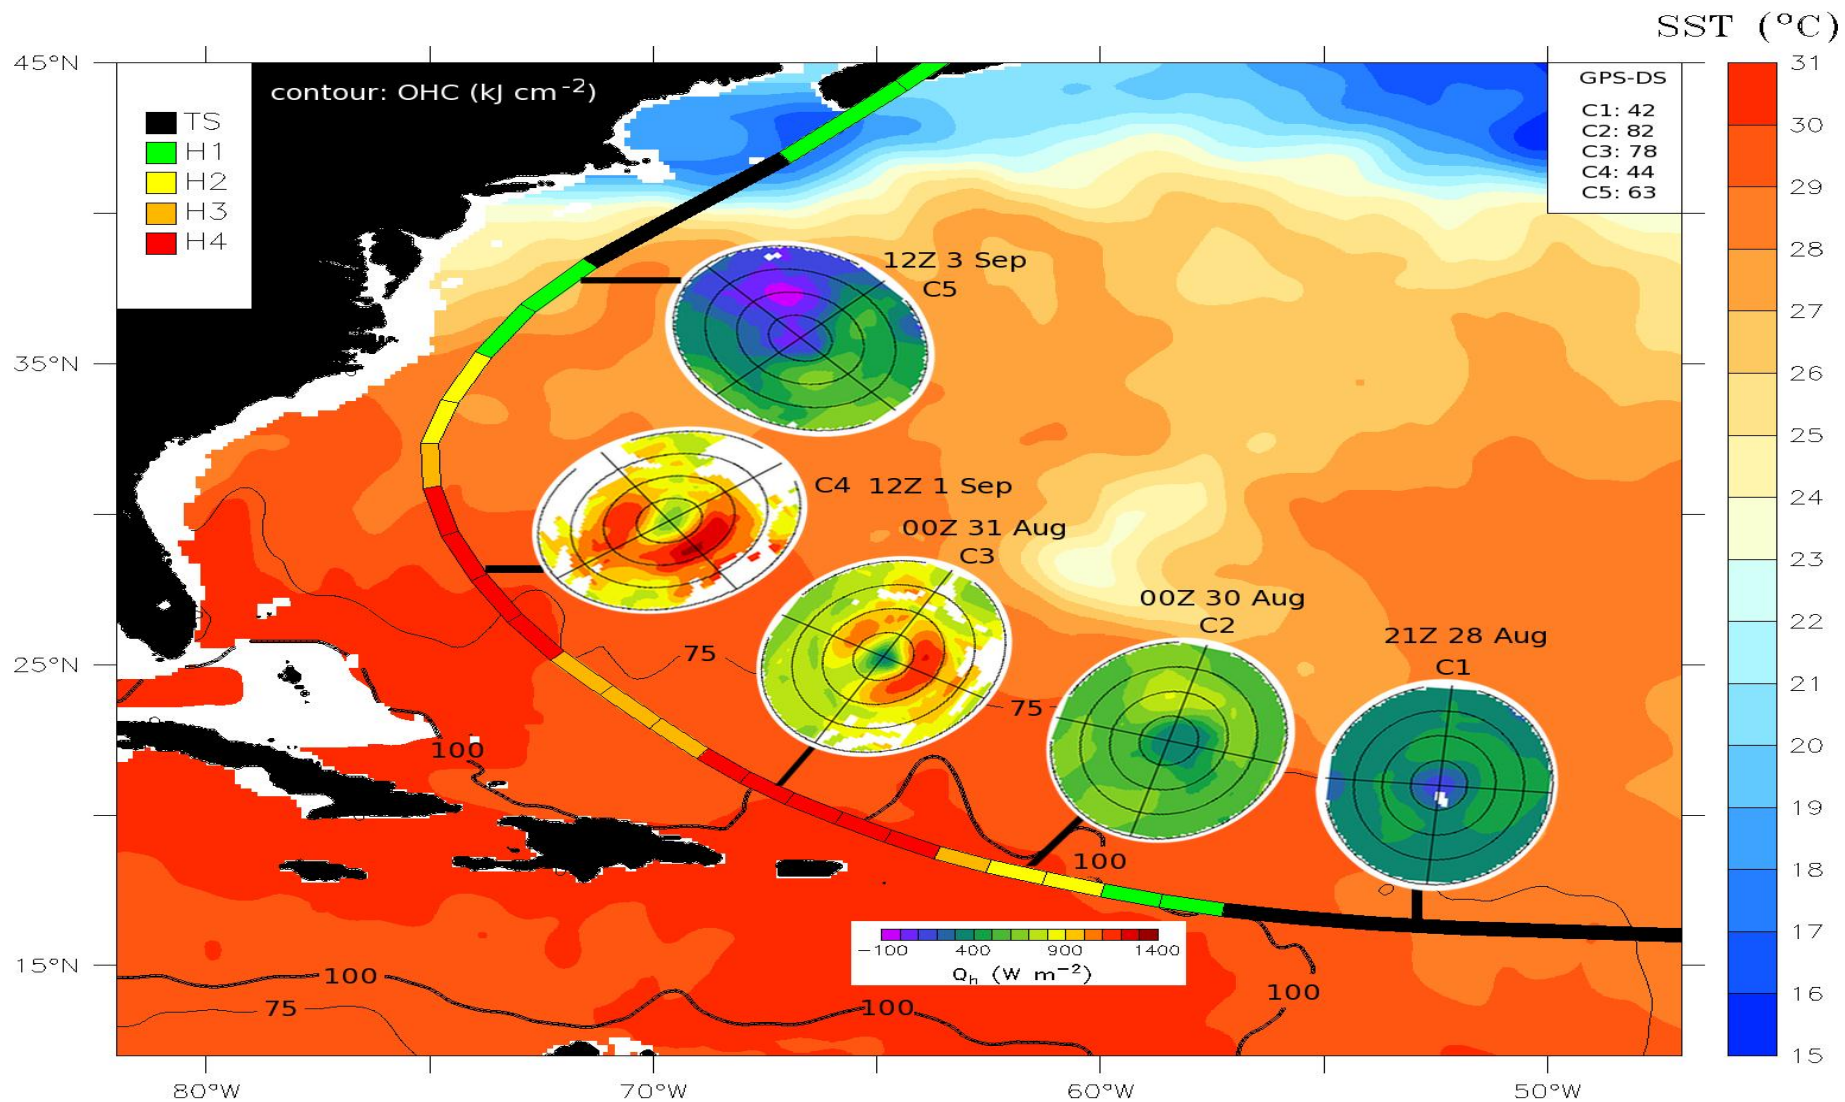 SST (°C)
45°N
35°N
25°N
15°N
80°W
70°W
60°W
50°W
TS
H1
H2
H3
H4
contour: OHC (kJ cm⁻²)
GPS-DS
C1: 42
C2: 82
C3: 78
C4: 44
C5: 63
12Z 3 Sep
C5
C4 12Z 1 Sep
00Z 31 Aug
C3
00Z 30 Aug
C2
21Z 28 Aug
C1
75
75
100
100
100
75
100
100
−100 400 900 1400
Qₕ (W m⁻²)
31
30
29
28
27
26
25
24
23
22
21
20
19
18
17
16
15